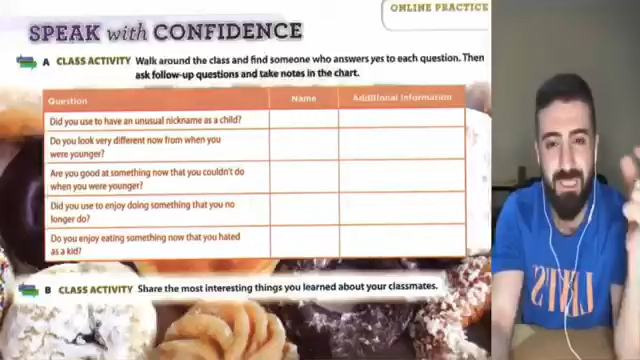 ONLINE PRACTICE
SPEAK with CONFIDENCE
A CLASS ACTIVITY Walk around the class and find someone who answers yes to each question. Then
ask follow-up questions and take notes in the chart.
Question Name Additional Information
Did you use to have an unusual nickname as a child?
Do you look very different now from when you
were younger?
Are you good at something now that you couldn't do
when you were younger?
Did you use to enjoy doing something that you no
longer do?
Do you enjoy eating something now that you hated
as a kid?
B CLASS ACTIVITY Share the most interesting things you learned about your classmates.
LEVI'S